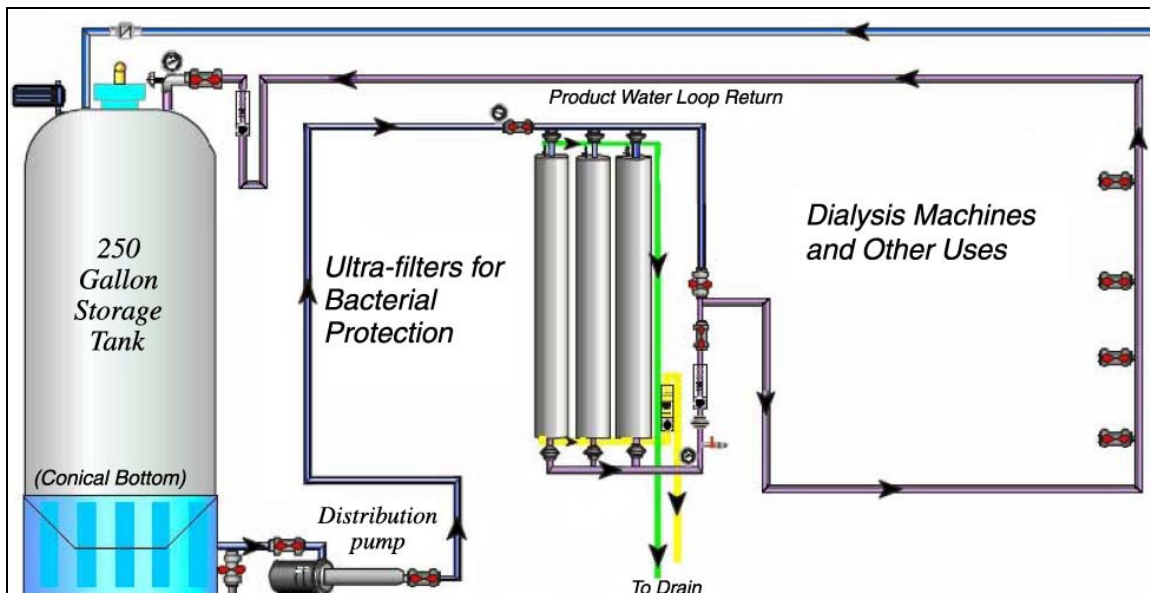 Product Water Loop Return
250
Gallon
Storage
Tank
Ultra-filters for
Bacterial
Protection
Dialysis Machines
and Other Uses
(Conical Bottom)
Distribution
pump
To Drain